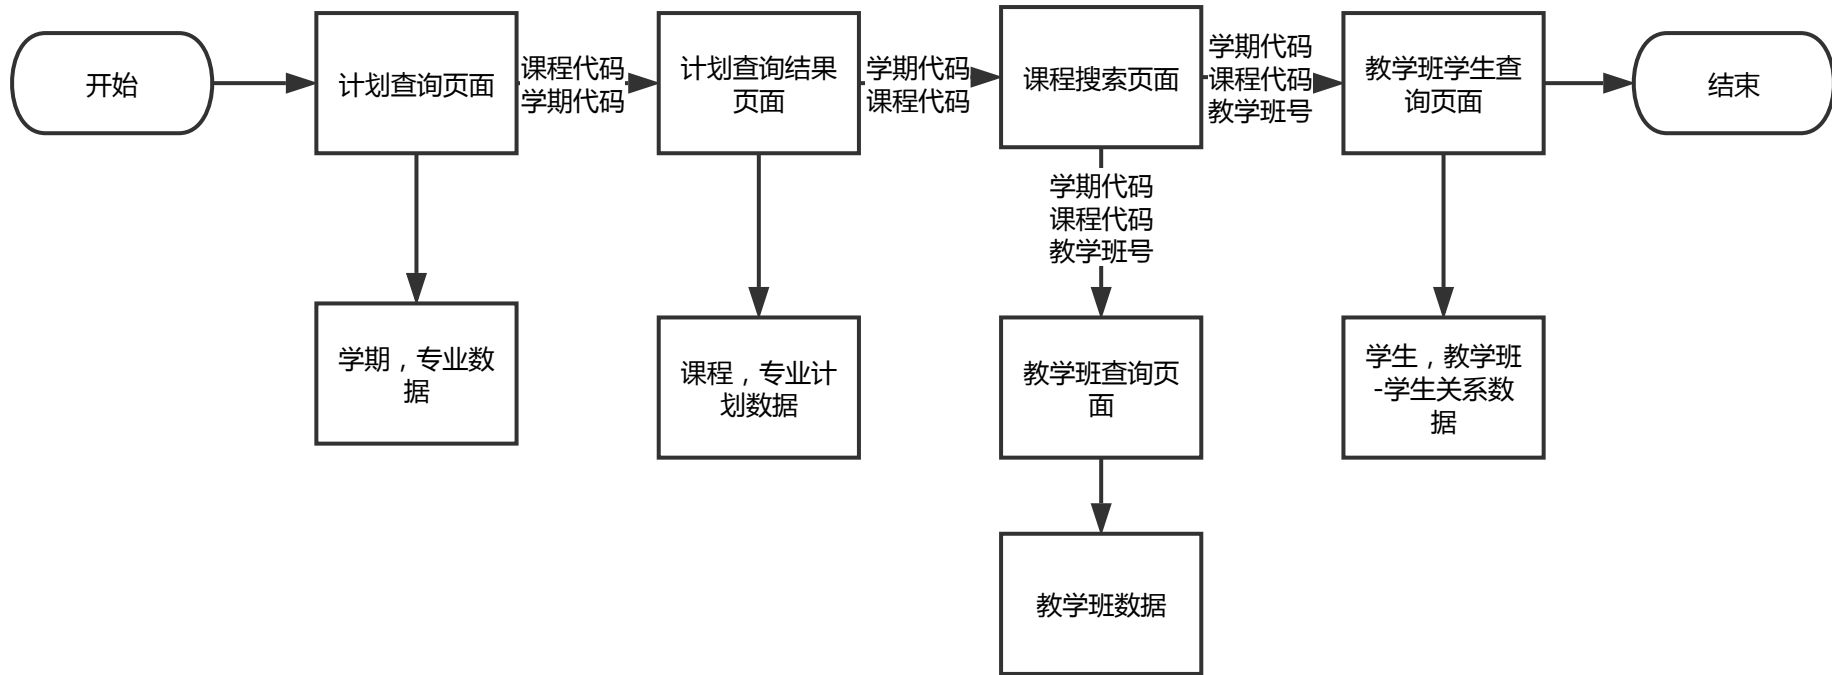 开始
计划查询页面
课程代码
学期代码
计划查询结果
页面
学期代码
课程代码
课程搜索页面
学期代码
课程代码
教学班号
教学班学生查
询页面
结束
学期代码
课程代码
教学班号
学期，专业数
据
课程，专业计
划数据
教学班查询页
面
学生，教学班
-学生关系数
据
教学班数据